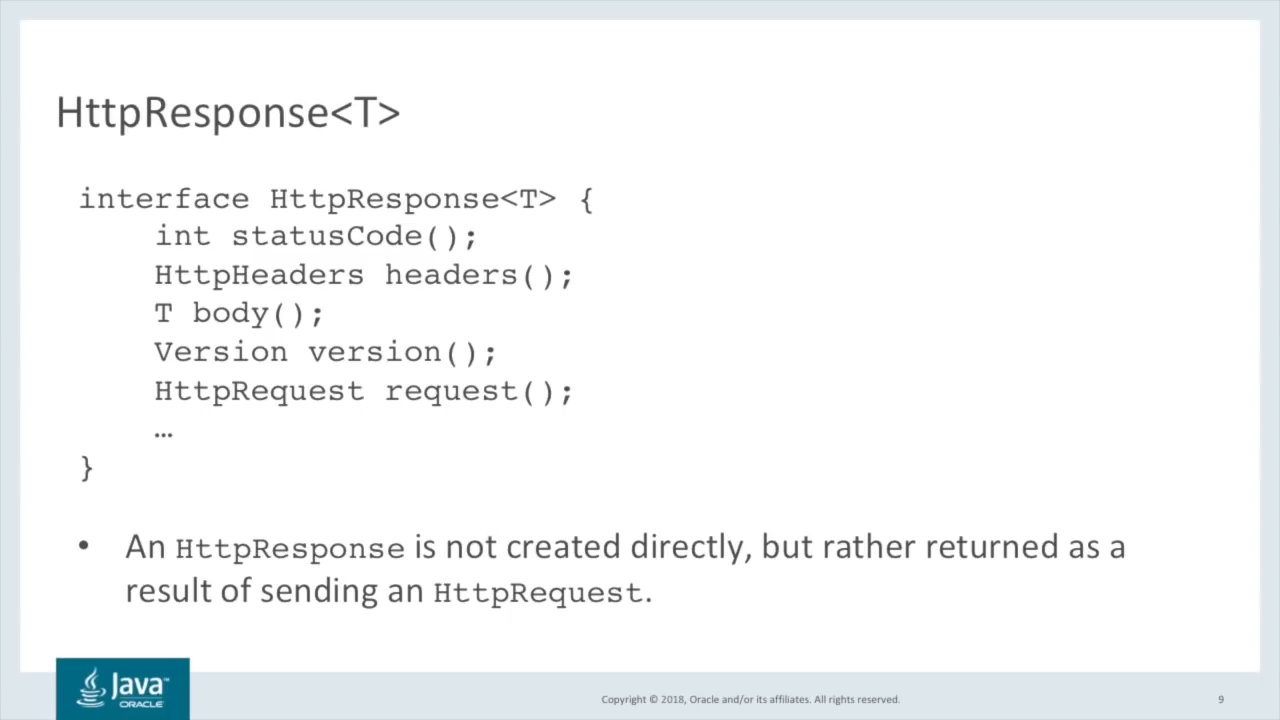 HttpResponse<T>
interface HttpResponse<T> {
int statusCode();
HttpHeaders headers();
T body();
Version version();
HttpRequest request();
…
}
• An HttpResponse is not created directly, but rather returned as a
result of sending an HttpRequest.
Java™
ORACLE
Copyright © 2018, Oracle and/or its affiliates. All rights reserved.
9